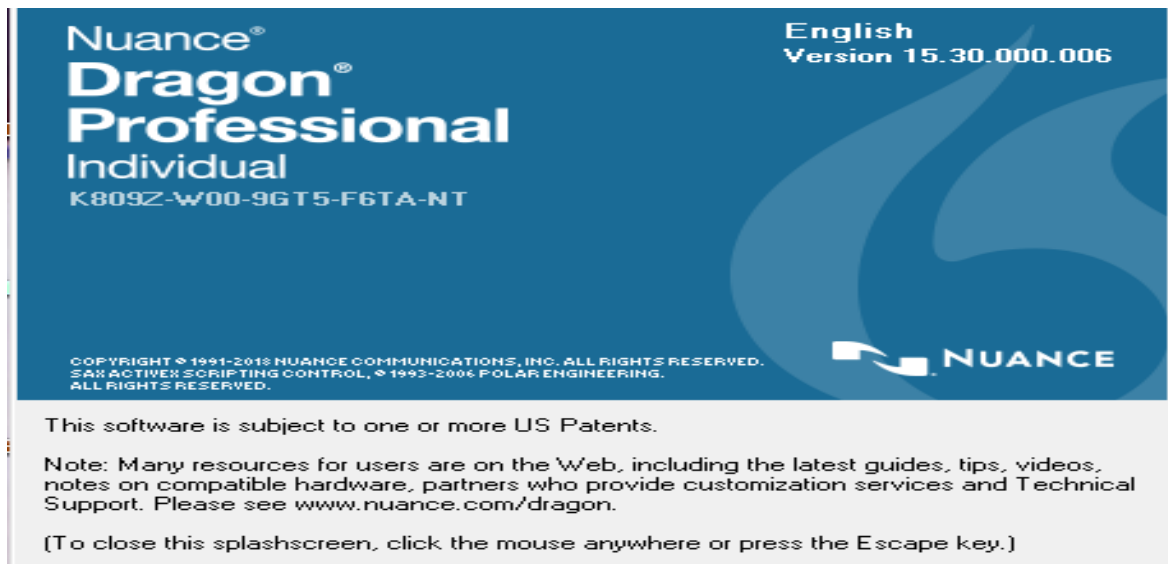 Nuance®
English
Version 15.30.000.006
Dragon®
Professional
Individual
K809Z-W00-9GT5-F6TA-NT
COPYRIGHT © 1991-2018 NUANCE COMMUNICATIONS, INC. ALL RIGHTS RESERVED.
SAX ACTIVEX SCRIPTING CONTROL, © 1993-2006 POLAR ENGINEERING.
ALL RIGHTS RESERVED.
NUANCE
This software is subject to one or more US Patents.
Note: Many resources for users are on the Web, including the latest guides, tips, videos,
notes on compatible hardware, partners who provide customization services and Technical
Support. Please see www.nuance.com/dragon.
(To close this splashscreen, click the mouse anywhere or press the Escape key.)